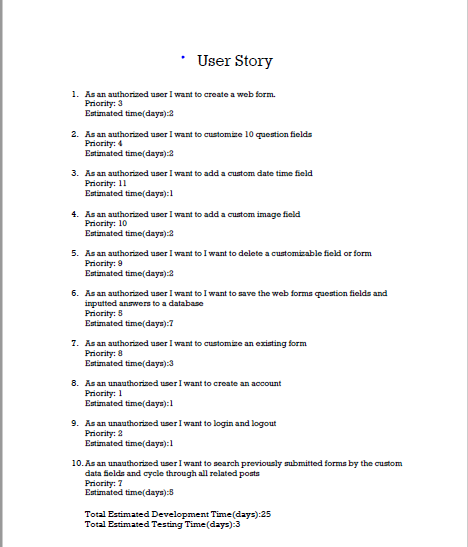 User Story
1. As an authorized user I want to create a web form.
Priority: 3
Estimated time(days):2
2. As an authorized user I want to customize 10 question fields
Priority: 4
Estimated time(days):2
3. As an authorized user I want to add a custom date time field
Priority: 11
Estimated time(days):1
4. As an authorized user I want to add a custom image field
Priority: 10
Estimated time(days):2
5. As an authorized user I want to I want to delete a customizable field or form
Priority: 9
Estimated time(days):2
6. As an authorized user I want to I want to save the web forms question fields and
inputted answers to a database
Priority: 5
Estimated time(days):7
7. As an authorized user I want to customize an existing form
Priority: 8
Estimated time(days):3
8. As an unauthorized user I want to create an account
Priority: 1
Estimated time(days):1
9. As an unauthorized user I want to login and logout
Priority: 2
Estimated time(days):1
10. As an unauthorized user I want to search previously submitted forms by the custom
data fields and cycle through all related posts
Priority: 7
Estimated time(days):5
Total Estimated Development Time(days):25
Total Estimated Testing Time(days):3